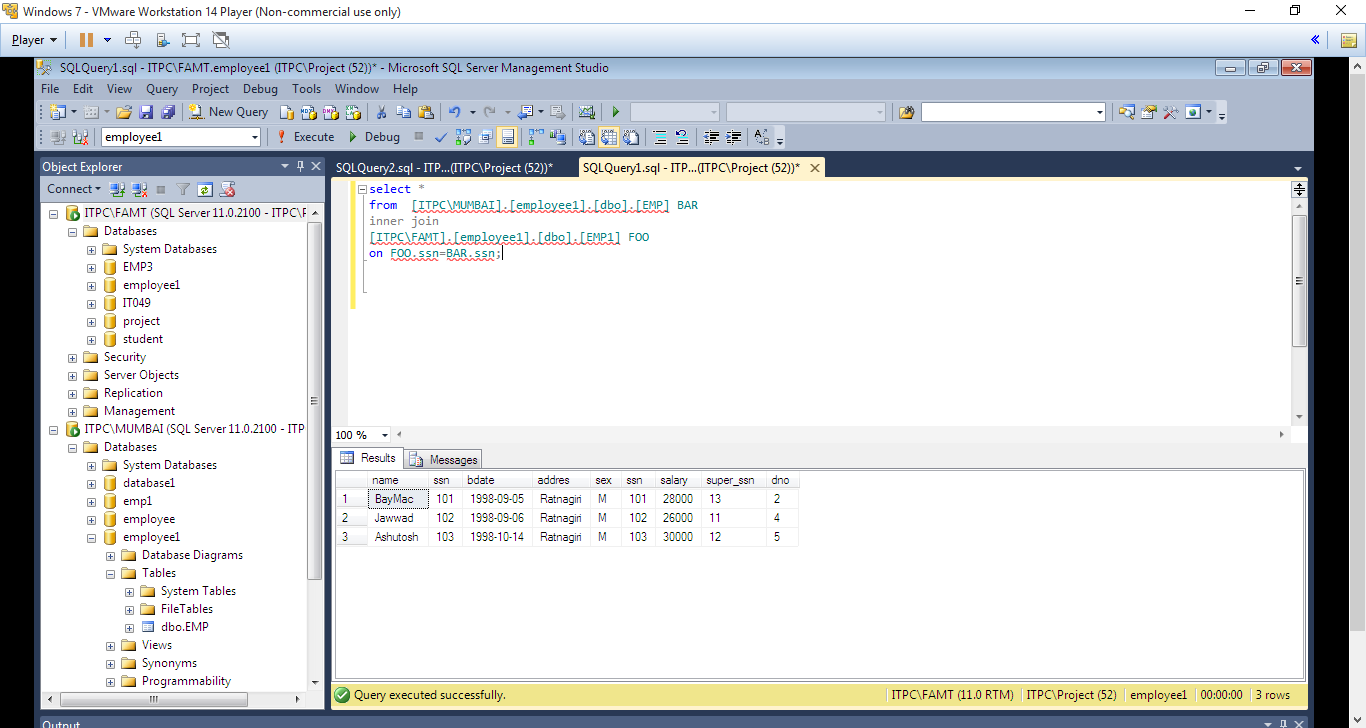 Windows 7 - VMware Workstation 14 Player (Non-commercial use only)
Player
SQLQuery1.sql - ITPC\FAMT.employee1 (ITPC\Project (52))* - Microsoft SQL Server Management Studio
File Edit View Query Project Debug Tools Window Help
New Query
employee1 Execute Debug
Object Explorer
Connect
ITPC\FAMT (SQL Server 11.0.2100 - ITPC\F
Databases
System Databases
EMP3
employee1
IT049
project
student
Security
Server Objects
Replication
Management
ITPC\MUMBAI (SQL Server 11.0.2100 - ITP
Databases
System Databases
database1
emp1
employee
employee1
Database Diagrams
Tables
System Tables
FileTables
dbo.EMP
Views
Synonyms
Programmability
SQLQuery2.sql - ITP...(ITPC\Project (52))* SQLQuery1.sql - ITP...(ITPC\Project (52))*
select *
from [ITPC\MUMBAI].[employee1].[dbo].[EMP] BAR
inner join
[ITPC\FAMT].[employee1].[dbo].[EMP1] FOO
on FOO.ssn=BAR.ssn;
100 %
Results Messages
name ssn bdate addres sex ssn salary super_ssn dno
1 BayMac 101 1998-09-05 Ratnagiri M 101 28000 13 2
2 Jawwad 102 1998-09-06 Ratnagiri M 102 26000 11 4
3 Ashutosh 103 1998-10-14 Ratnagiri M 103 30000 12 5
Query executed successfully. ITPC\FAMT (11.0 RTM) ITPC\Project (52) employee1 00:00:00 3 rows
Output